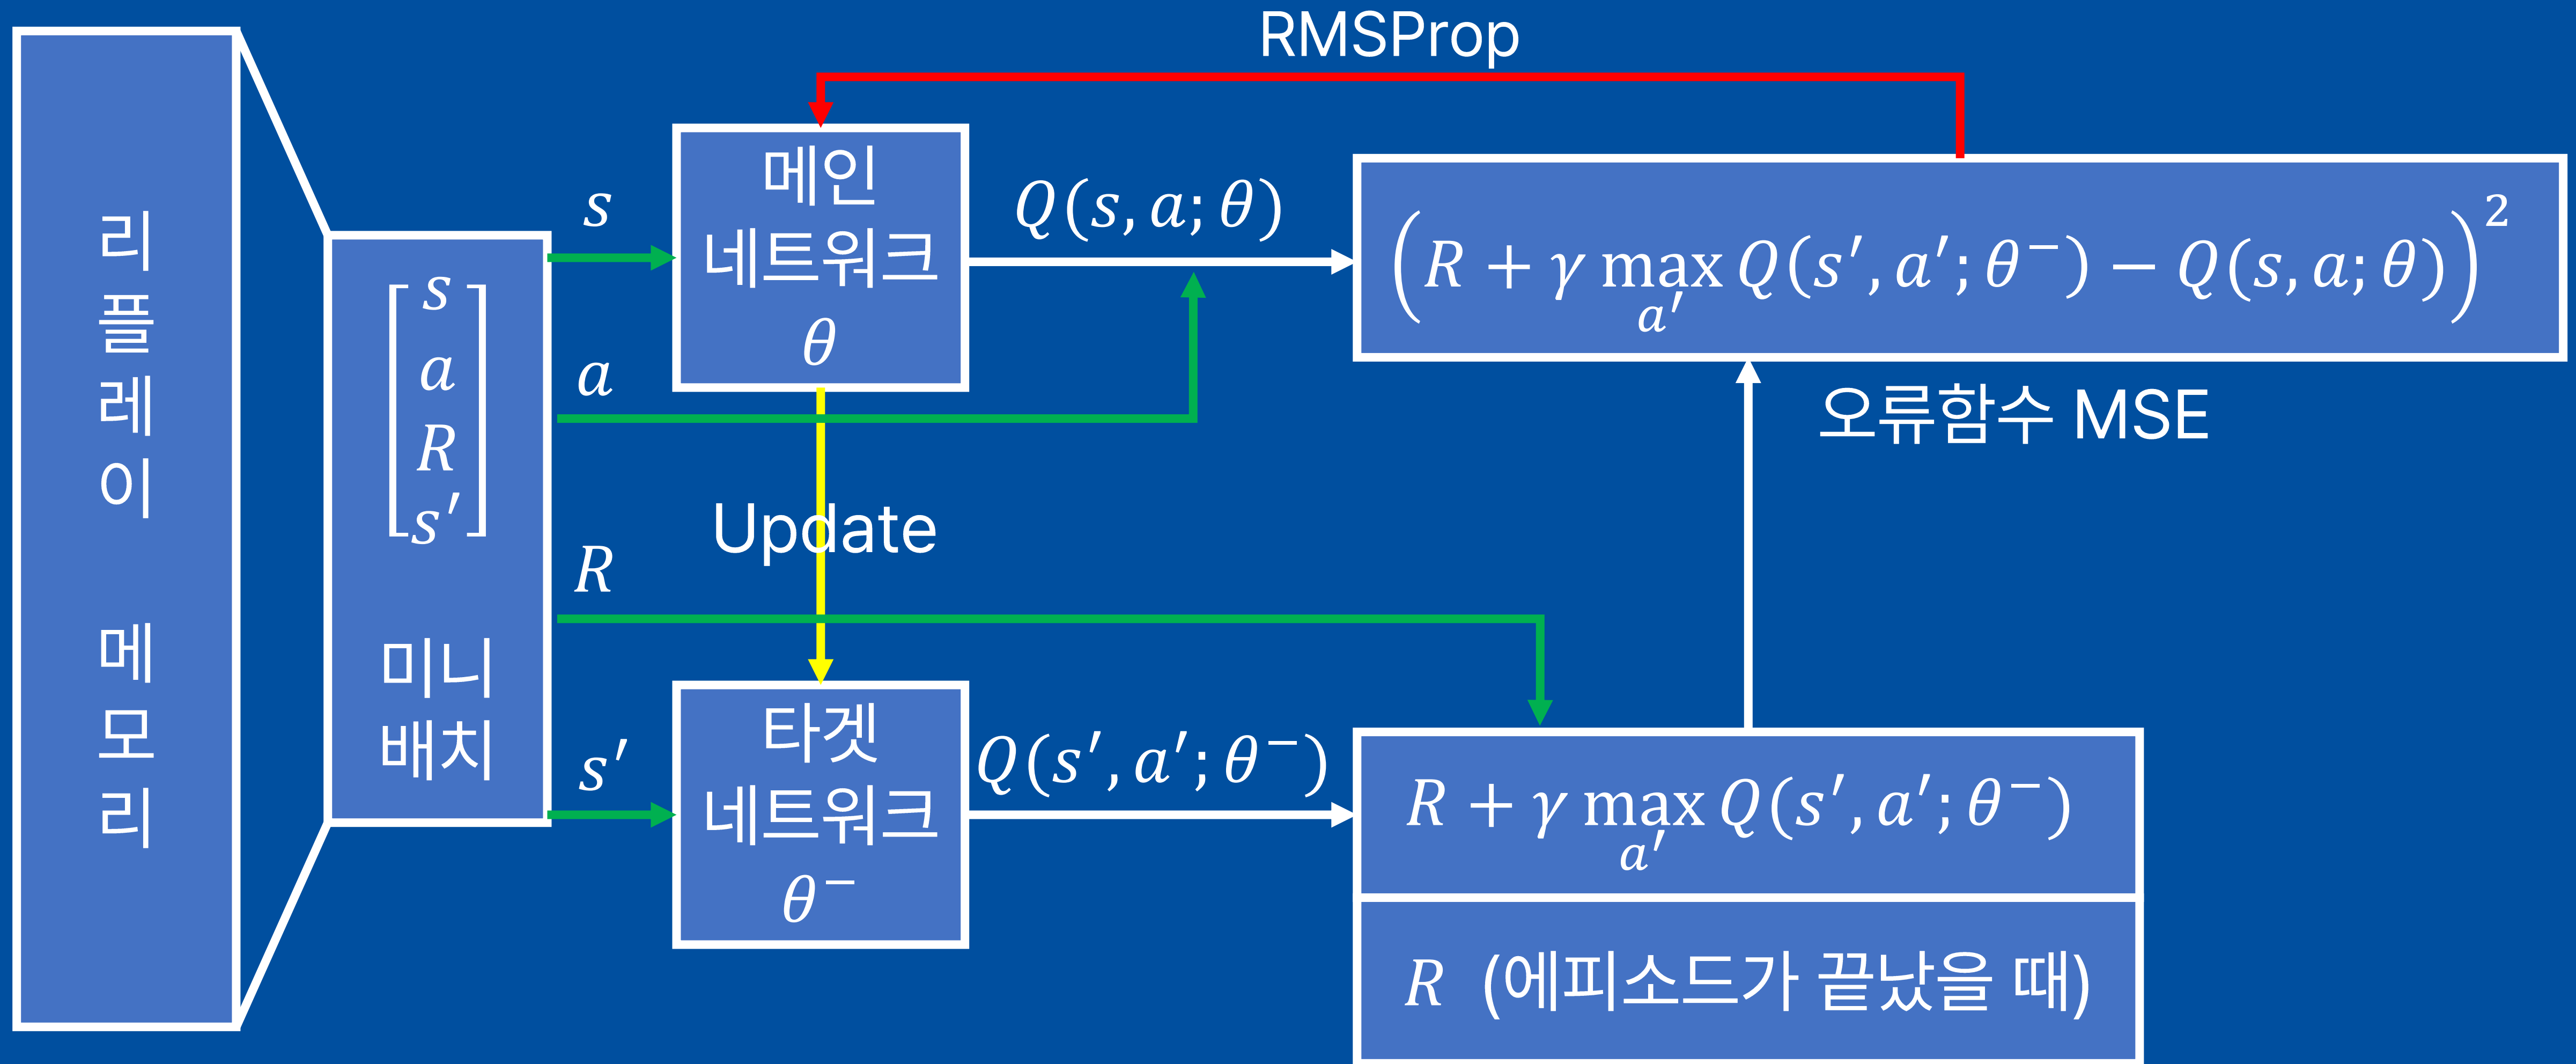 RMSProp
리플레이 메모리
s
a
R
s′
미니
배치
s
a
R
s′
메인
네트워크
θ
Update
타겟
네트워크
θ⁻
Q(s, a; θ)
Q(s′, a′; θ⁻)
(R + γ max_{a′} Q(s′, a′; θ⁻) − Q(s, a; θ))²
오류함수 MSE
R + γ max_{a′} Q(s′, a′; θ⁻)
R (에피소드가 끝났을 때)